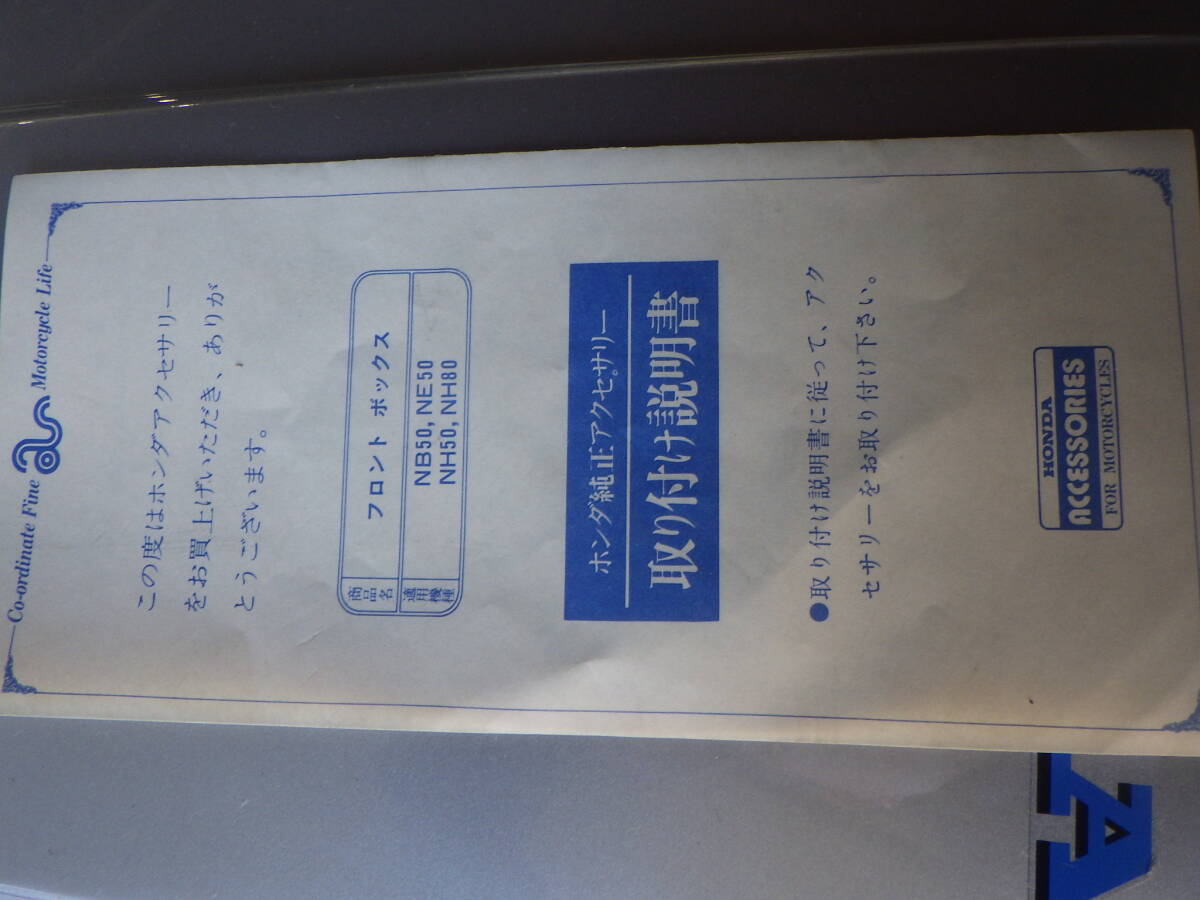 Co-ordinate Fine Motorcycle Life
この度はホンダアクセサリー
をお買上げいただき、ありが
とうございます。
商品名 フロント ボックス
適用機種 NB50, NE50
NH50, NH80
ホンダ純正アクセサリー
取り付け説明書
●取り付け説明書に従って、アク
セサリーをお取り付け下さい。
HONDA
ACCESSORIES
FOR MOTORCYCLES
A